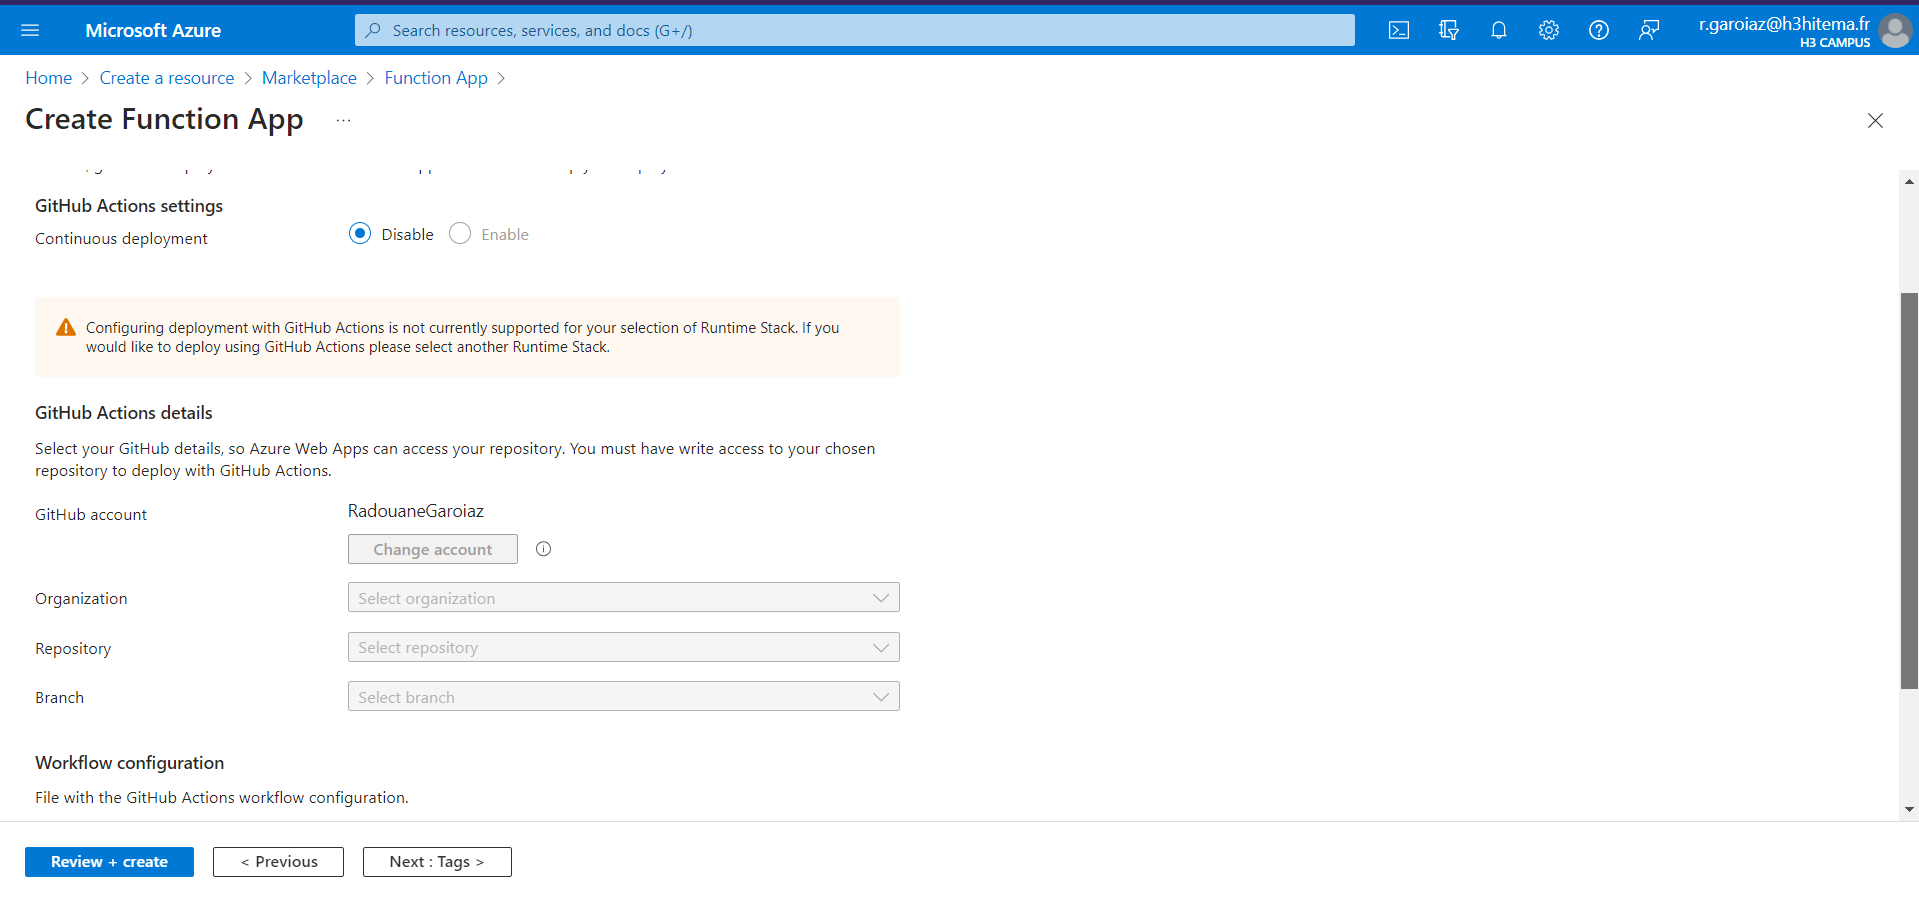 Microsoft Azure
Search resources, services, and docs (G+/)
r.garoiaz@h3hitema.fr
H3 CAMPUS
Home > Create a resource > Marketplace > Function App >
Create Function App ...
GitHub Actions settings
Continuous deployment
Disable
Enable
Configuring deployment with GitHub Actions is not currently supported for your selection of Runtime Stack. If you
would like to deploy using GitHub Actions please select another Runtime Stack.
GitHub Actions details
Select your GitHub details, so Azure Web Apps can access your repository. You must have write access to your chosen
repository to deploy with GitHub Actions.
GitHub account
RadouaneGaroiaz
Change account
Organization
Select organization
Repository
Select repository
Branch
Select branch
Workflow configuration
File with the GitHub Actions workflow configuration.
Review + create
< Previous
Next : Tags >